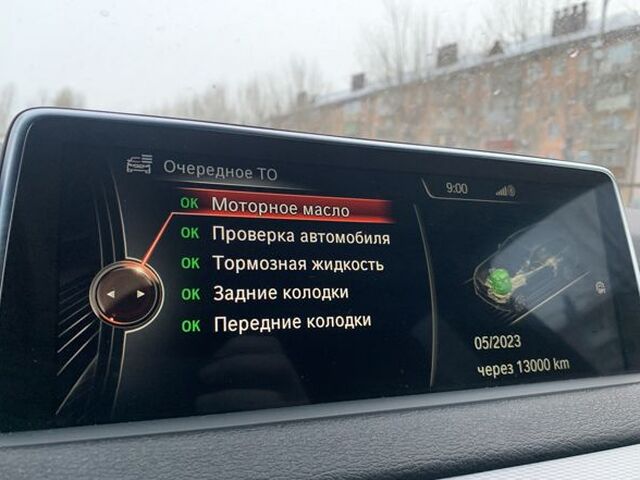 Очередное ТО
9:00
OK Моторное масло
OK Проверка автомобиля
OK Тормозная жидкость
OK Задние колодки
OK Передние колодки
05/2023
через 13000 km